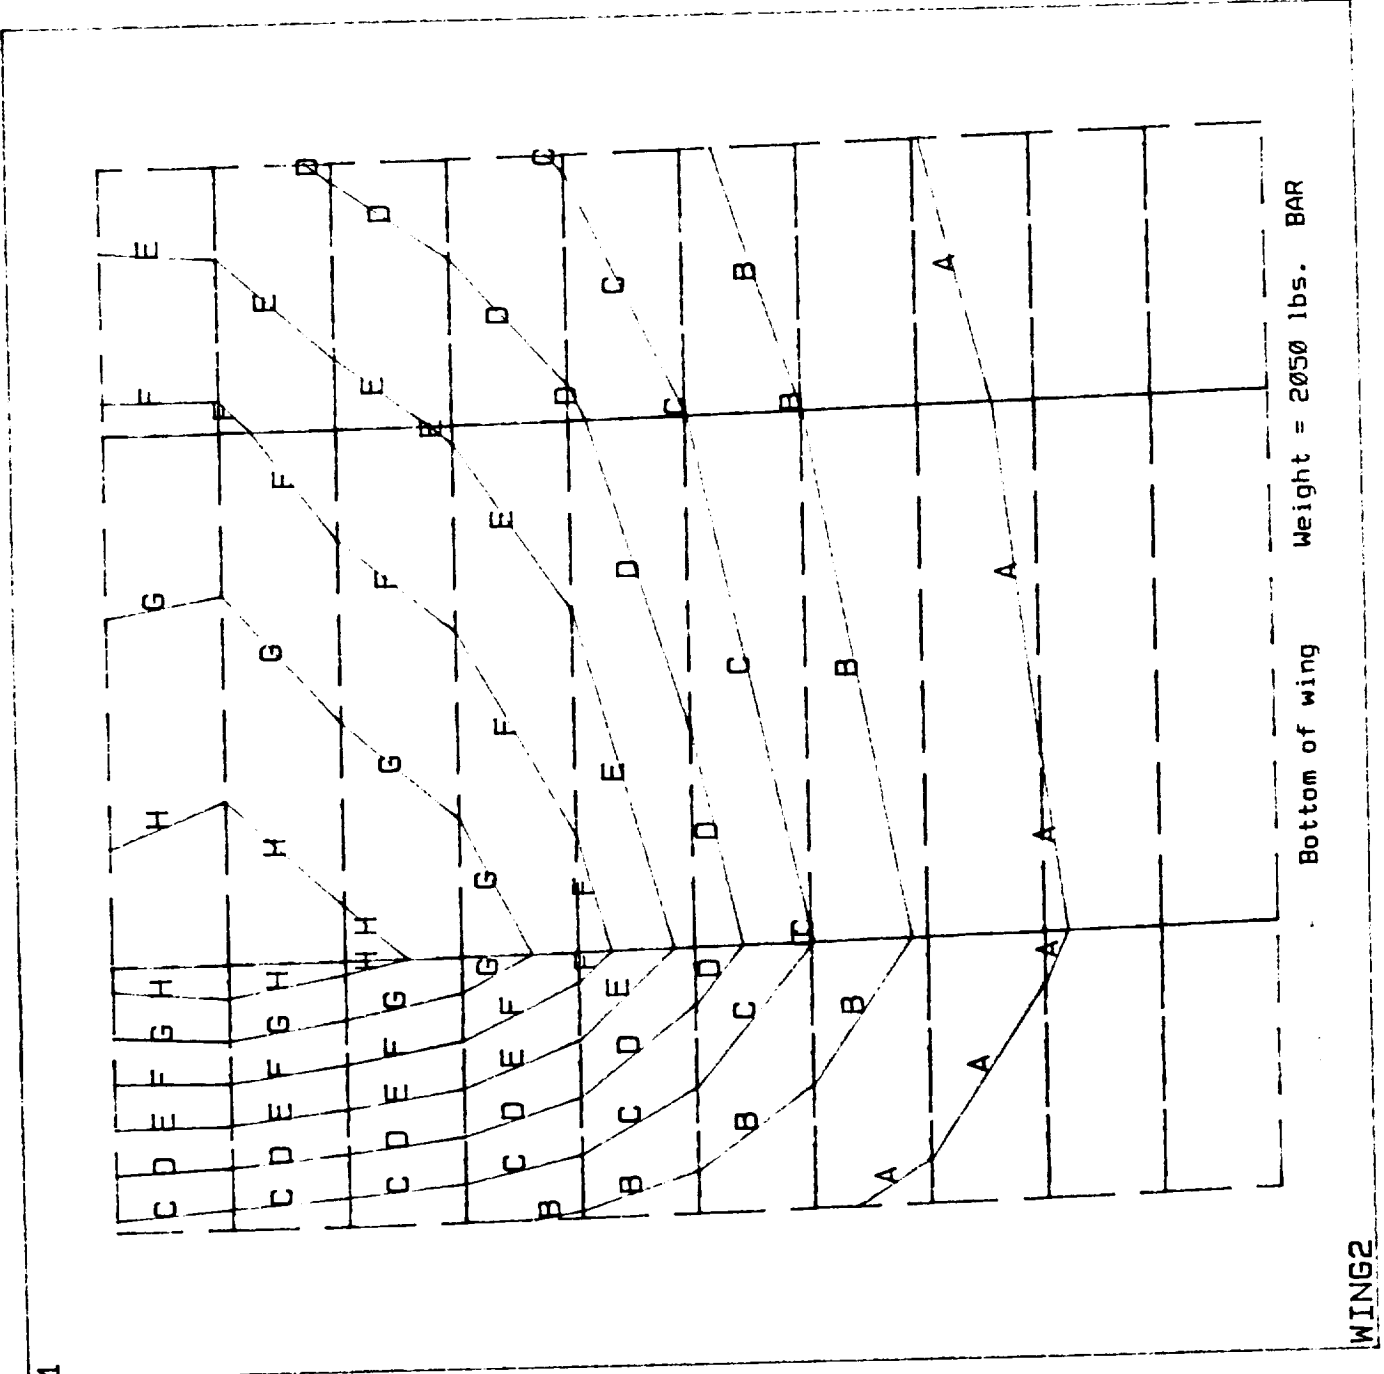 1
C D E F G H H G F E
C D E F G H H G F F E
C D E F G H H G F E D D
B C D E F G G F E E D C
B C D E F F E D D C
B C D D C C B
B C B B
A A A A A A
Bottom of wing Weight = 2050 lbs. BAR
WING2